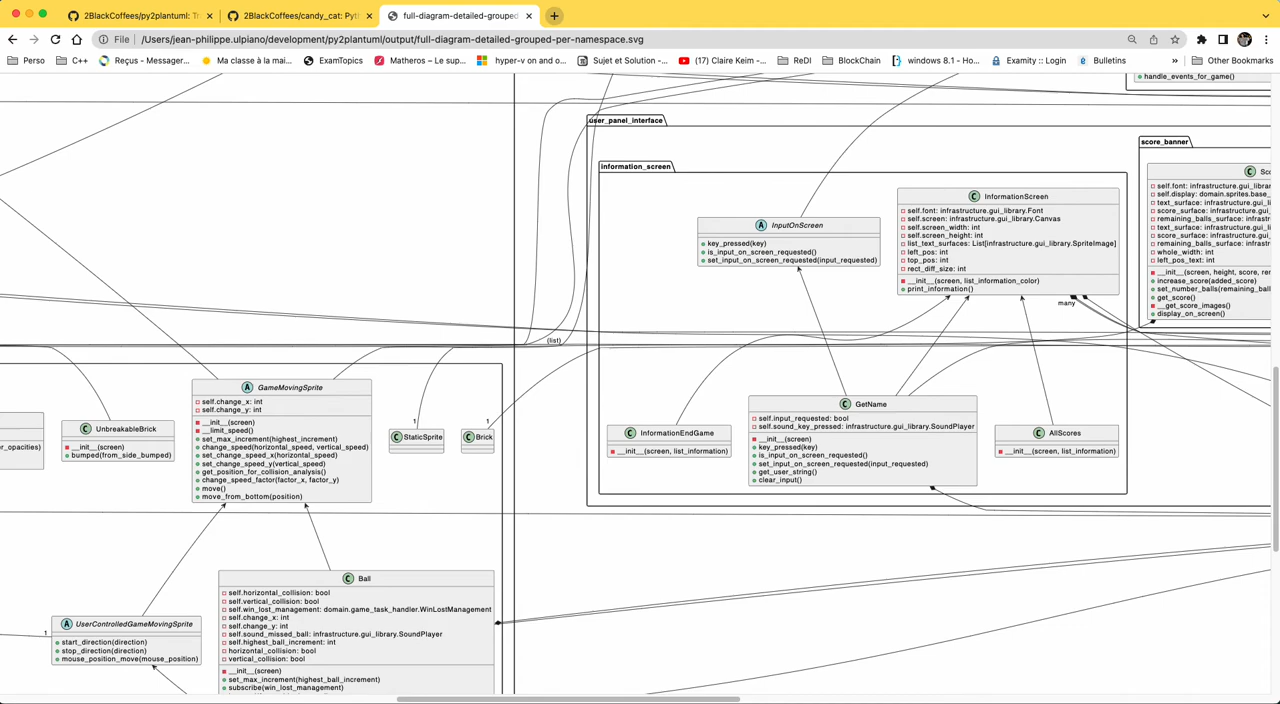 2BlackCoffees/py2plantuml: Tr
2BlackCoffees/candy_cat: Pyth
full-diagram-detailed-grouped
File
/Users/jean-philippe.ulpiano/development/py2plantuml/output/full-diagram-detailed-grouped-per-namespace.svg
Perso
C++
Reçus - Messager...
Ma classe à la mai...
ExamTopics
Matheros – Le sup...
hyper-v on and o...
Sujet et Solution -...
(17) Claire Keim -...
ReDI
BlockChain
windows 8.1 - Ho...
Examity :: Login
Bulletins
»
Other Bookmarks
handle_events_for_game()
user_panel_interface
score_banner
information_screen
C InformationScreen
self.font: infrastructure.gui_library.Font
self.screen: infrastructure.gui_library.Canvas
self.screen_width: int
self.screen_height: int
list_text_surfaces: List[infrastructure.gui_library.SpriteImage]
left_pos: int
top_pos: int
rect_diff_size: int
__init__(screen, list_information_color)
print_information()
many
A InputOnScreen
key_pressed(key)
is_input_on_screen_requested()
set_input_on_screen_requested(input_requested)
C Sco
self.font: infrastructure.gui_libra
self.display: domain.sprites.base_
text_surface: infrastructure.gui_li
score_surface: infrastructure.gui_
remaining_balls_surface: infrastru
text_surface: infrastructure.gui_li
score_surface: infrastructure.gui_
remaining_balls_surface: infrastru
whole_width: int
left_pos_text: int
__init__(screen, height, score, re
increase_score(added_score)
set_number_balls(remaining_ball
get_score()
__get_score_images()
display_on_screen()
(list)
A GameMovingSprite
self.change_x: int
self.change_y: int
__init__(screen)
__limit_speed()
set_max_increment(highest_increment)
change_speed(horizontal_speed, vertical_speed)
set_change_speed_x(horizontal_speed)
set_change_speed_y(vertical_speed)
get_position_for_collision_analysis()
change_speed_factor(factor_x, factor_y)
move()
move_from_bottom(position)
er_opacities)
C UnbreakableBrick
__init__(screen)
bumped(from_side_bumped)
1
C StaticSprite
1
C Brick
C InformationEndGame
__init__(screen, list_information)
C GetName
self.input_requested: bool
self.sound_key_pressed: infrastructure.gui_library.SoundPlayer
__init__(screen)
key_pressed(key)
is_input_on_screen_requested()
set_input_on_screen_requested(input_requested)
get_user_string()
clear_input()
C AllScores
__init__(screen, list_information)
C Ball
self.horizontal_collision: bool
self.vertical_collision: bool
self.win_lost_management: domain.game_task_handler.WinLostManagement
self.change_x: int
self.change_y: int
self.sound_missed_ball: infrastructure.gui_library.SoundPlayer
self.highest_ball_increment: int
horizontal_collision: bool
vertical_collision: bool
__init__(screen)
set_max_increment(highest_ball_increment)
subscribe(win_lost_management)
1
A UserControlledGameMovingSprite
start_direction(direction)
stop_direction(direction)
mouse_position_move(mouse_position)